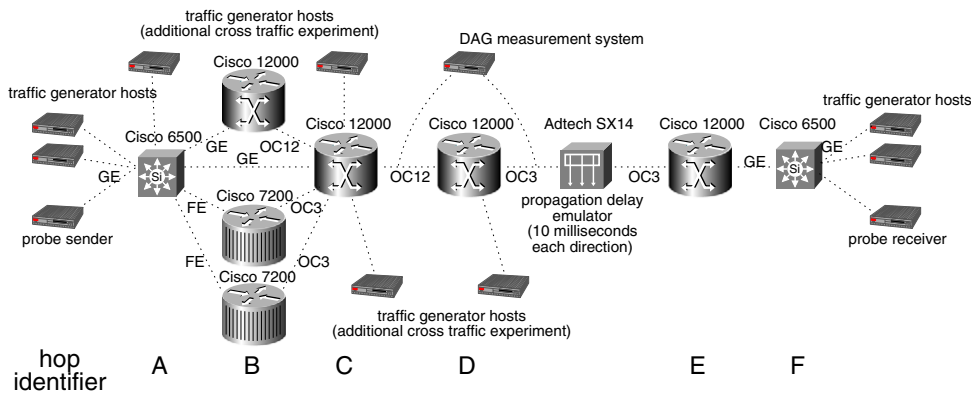 traffic generator hosts
(additional cross traffic experiment)
DAG measurement system
Cisco 12000
traffic generator hosts
traffic generator hosts
Cisco 6500
Cisco 12000
Cisco 12000
Adtech SX14
Cisco 12000
Cisco 6500
GE
OC12
GE
GE
GE
Si
OC12
OC3
OC3
GE
Si
GE
FE
Cisco 7200
OC3
propagation delay
emulator
(10 milliseconds
each direction)
probe sender
probe receiver
FE
OC3
Cisco 7200
traffic generator hosts
(additional cross traffic experiment)
hop
identifier
A
B
C
D
E
F